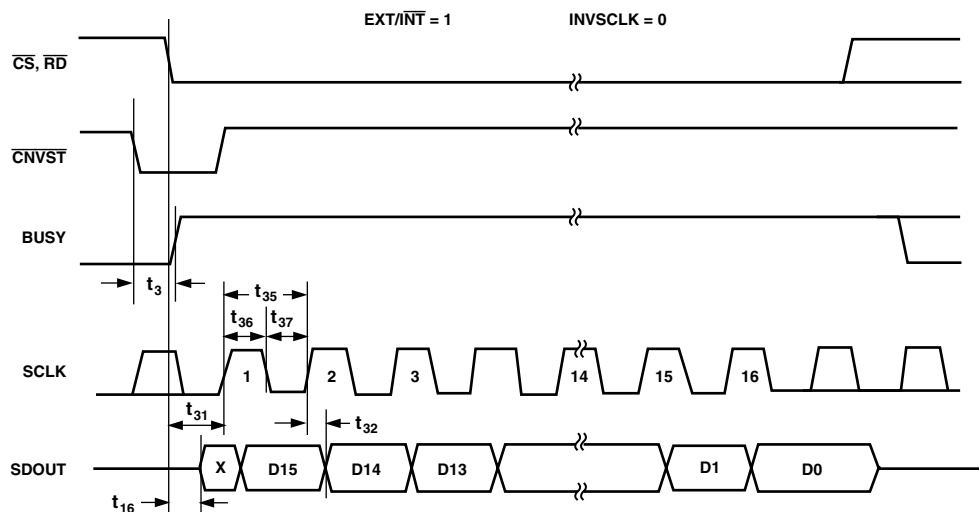 EXT/INT = 1 INVSCLK = 0
CS, RD
CNVST
BUSY
t3
t35
t36 t37
SCLK
1 2 3 14 15 16
t31
t32
SDOUT
X D15 D14 D13 D1 D0
t16